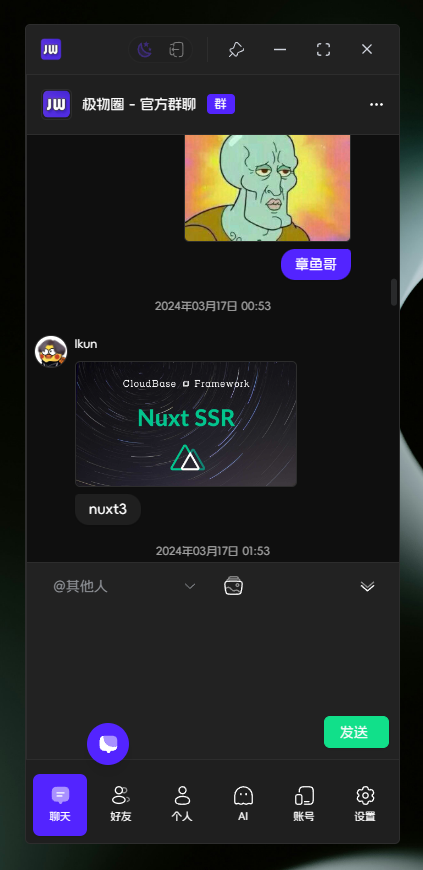 JW
JW
极物圈 - 官方群聊 群
章鱼哥
2024年03月17日 00:53
Ikun
CloudBase Framework
Nuxt SSR
nuxt3
2024年03月17日 01:53
@其他人
发送
聊天 好友 个人 AI 账号 设置